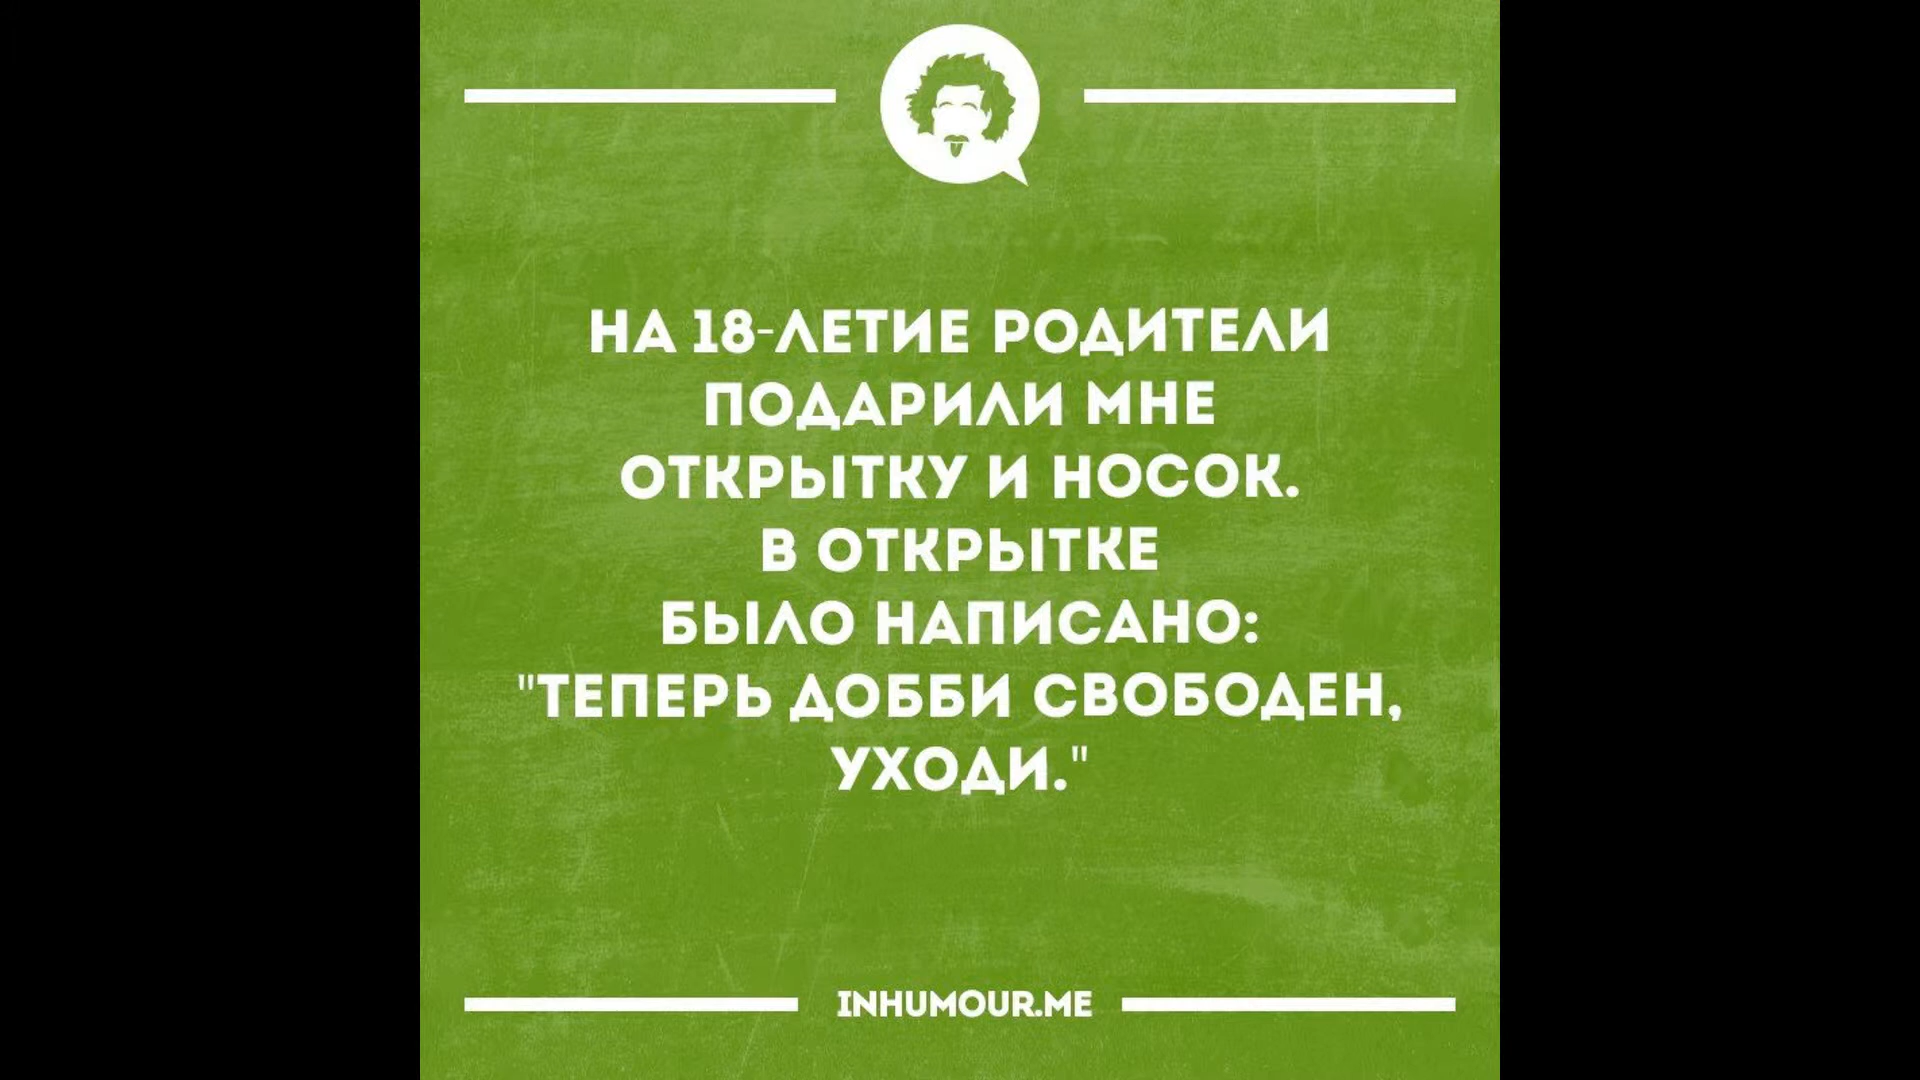 НА 18-ЛЕТИЕ РОДИТЕЛИ
ПОДАРИЛИ МНЕ
ОТКРЫТКУ И НОСОК.
В ОТКРЫТКЕ
БЫЛО НАПИСАНО:
"ТЕПЕРЬ ДОББИ СВОБОДЕН,
УХОДИ."
INHUMOUR.ME